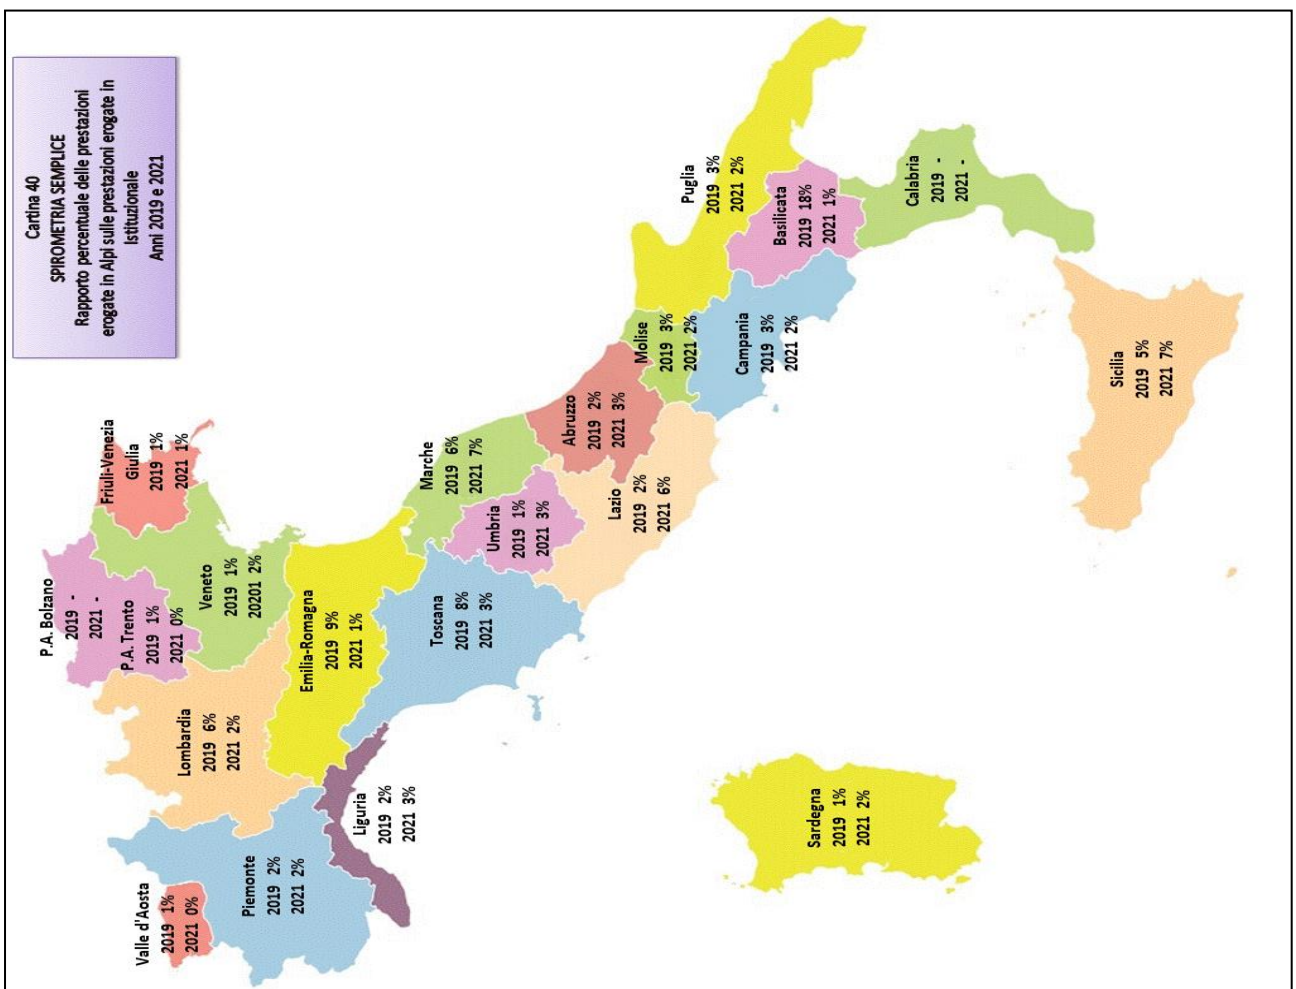 Cartina 40
SPIROMETRIA SEMPLICE
Rapporto percentuale delle prestazioni
erogate in Alpi sulle prestazioni erogate in
Istituzionale
Anni 2019 e 2021
P.A. Bolzano
2019 -
2021 -
P.A. Trento
2019 1%
2021 0%
Friuli-Venezia
Giulia
2019 1%
2021 1%
Veneto
2019 1%
20201 2%
Valle d'Aosta
2019 1%
2021 0%
Lombardia
2019 6%
2021 2%
Piemonte
2019 2%
2021 2%
Emilia-Romagna
2019 9%
2021 1%
Liguria
2019 2%
2021 3%
Toscana
2019 8%
2021 3%
Marche
2019 6%
2021 7%
Umbria
2019 1%
2021 3%
Abruzzo
2019 2%
2021 3%
Lazio
2019 2%
2021 6%
Molise
2019 3%
2021 2%
Puglia
2019 3%
2021 2%
Campania
2019 3%
2021 2%
Basilicata
2019 18%
2021 1%
Calabria
2019 -
2021 -
Sardegna
2019 1%
2021 2%
Sicilia
2019 5%
2021 7%